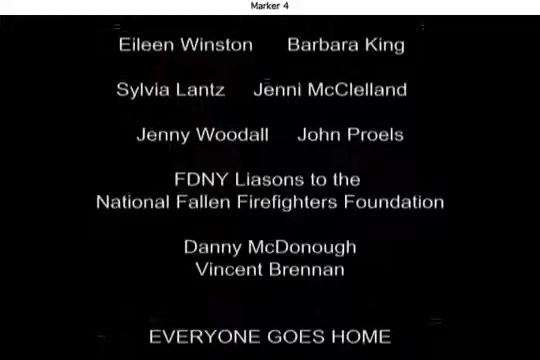 Marker 4
Eileen Winston Barbara King
Sylvia Lantz Jenni McClelland
Jenny Woodall John Proels
FDNY Liasons to the
National Fallen Firefighters Foundation
Danny McDonough
Vincent Brennan
EVERYONE GOES HOME